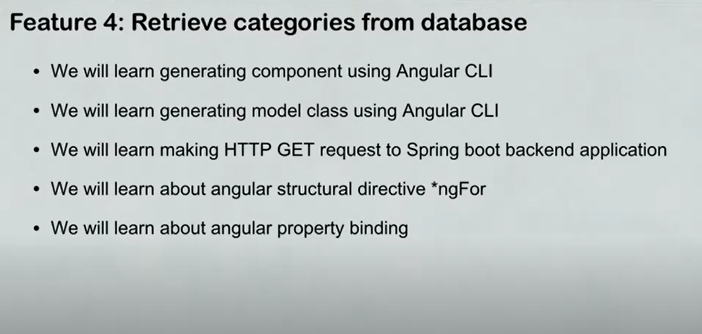 Feature 4: Retrieve categories from database
• We will learn generating component using Angular CLI
• We will learn generating model class using Angular CLI
• We will learn making HTTP GET request to Spring boot backend application
• We will learn about angular structural directive *ngFor
• We will learn about angular property binding